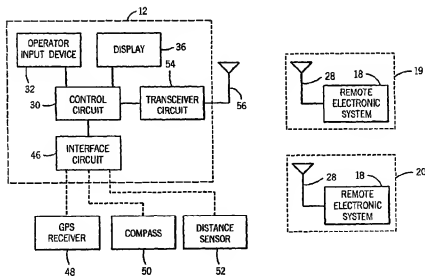 12
OPERATOR
INPUT DEVICE
32
DISPLAY
36
54
30
CONTROL
CIRCUIT
TRANSCEIVER
CIRCUIT
56
46
INTERFACE
CIRCUIT
GPS
RECEIVER
48
COMPASS
50
DISTANCE
SENSOR
52
28
18
19
REMOTE
ELECTRONIC
SYSTEM
28
18
20
REMOTE
ELECTRONIC
SYSTEM